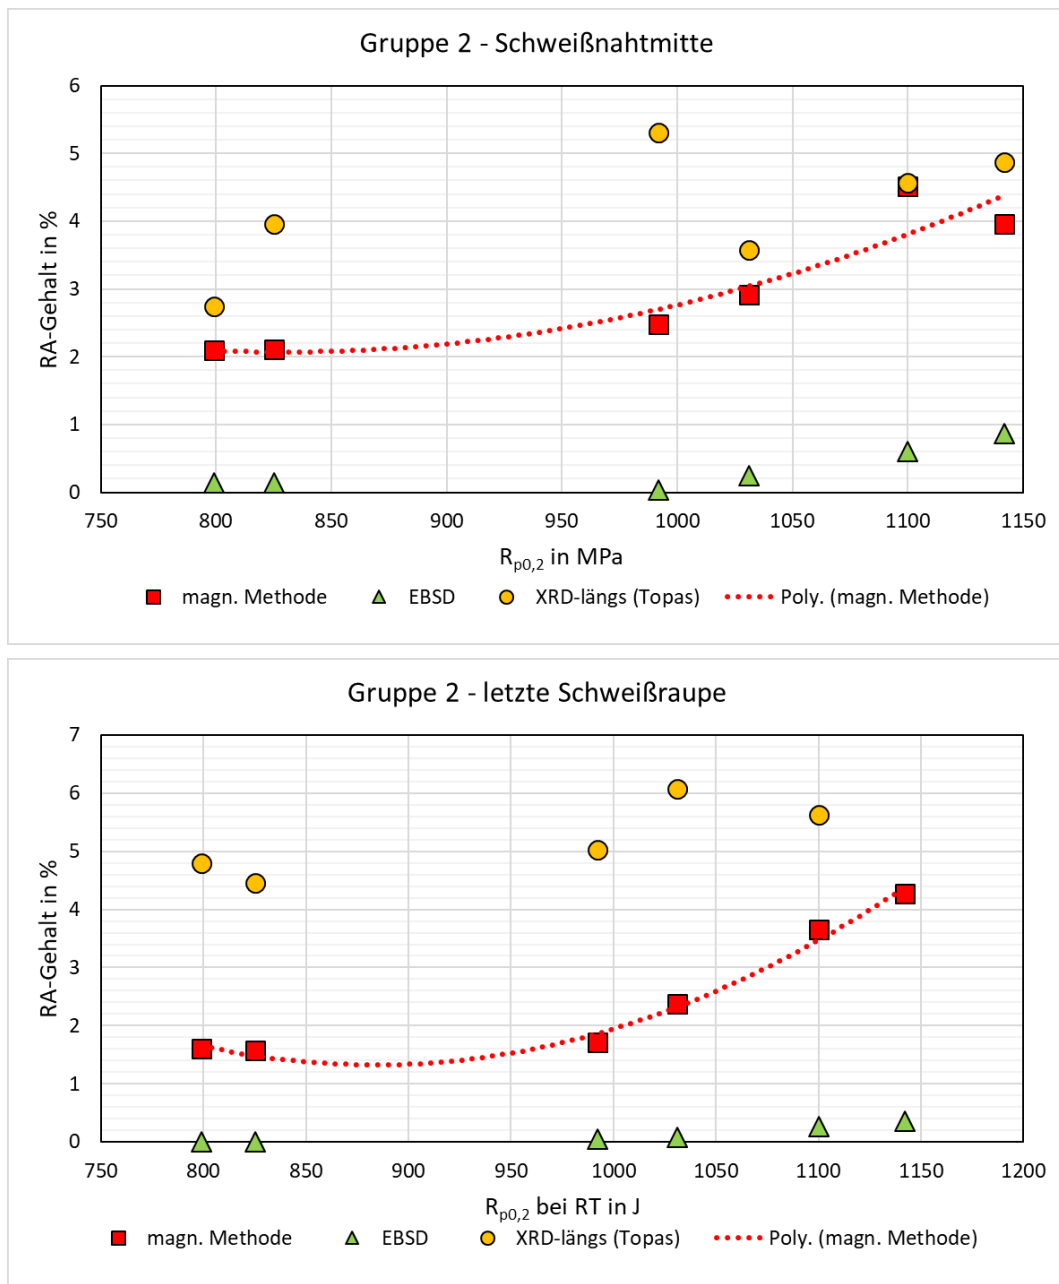 Gruppe 2 - Schweißnahtmitte
6
5
4
3
2
1
0
RA-Gehalt in %
750 800 850 900 950 1000 1050 1100 1150
Rp0,2 in MPa
magn. Methode EBSD XRD-längs (Topas) Poly. (magn. Methode)
Gruppe 2 - letzte Schweißraupe
7
6
5
4
3
2
1
0
RA-Gehalt in %
750 800 850 900 950 1000 1050 1100 1150 1200
Rp0,2 bei RT in J
magn. Methode EBSD XRD-längs (Topas) Poly. (magn. Methode)